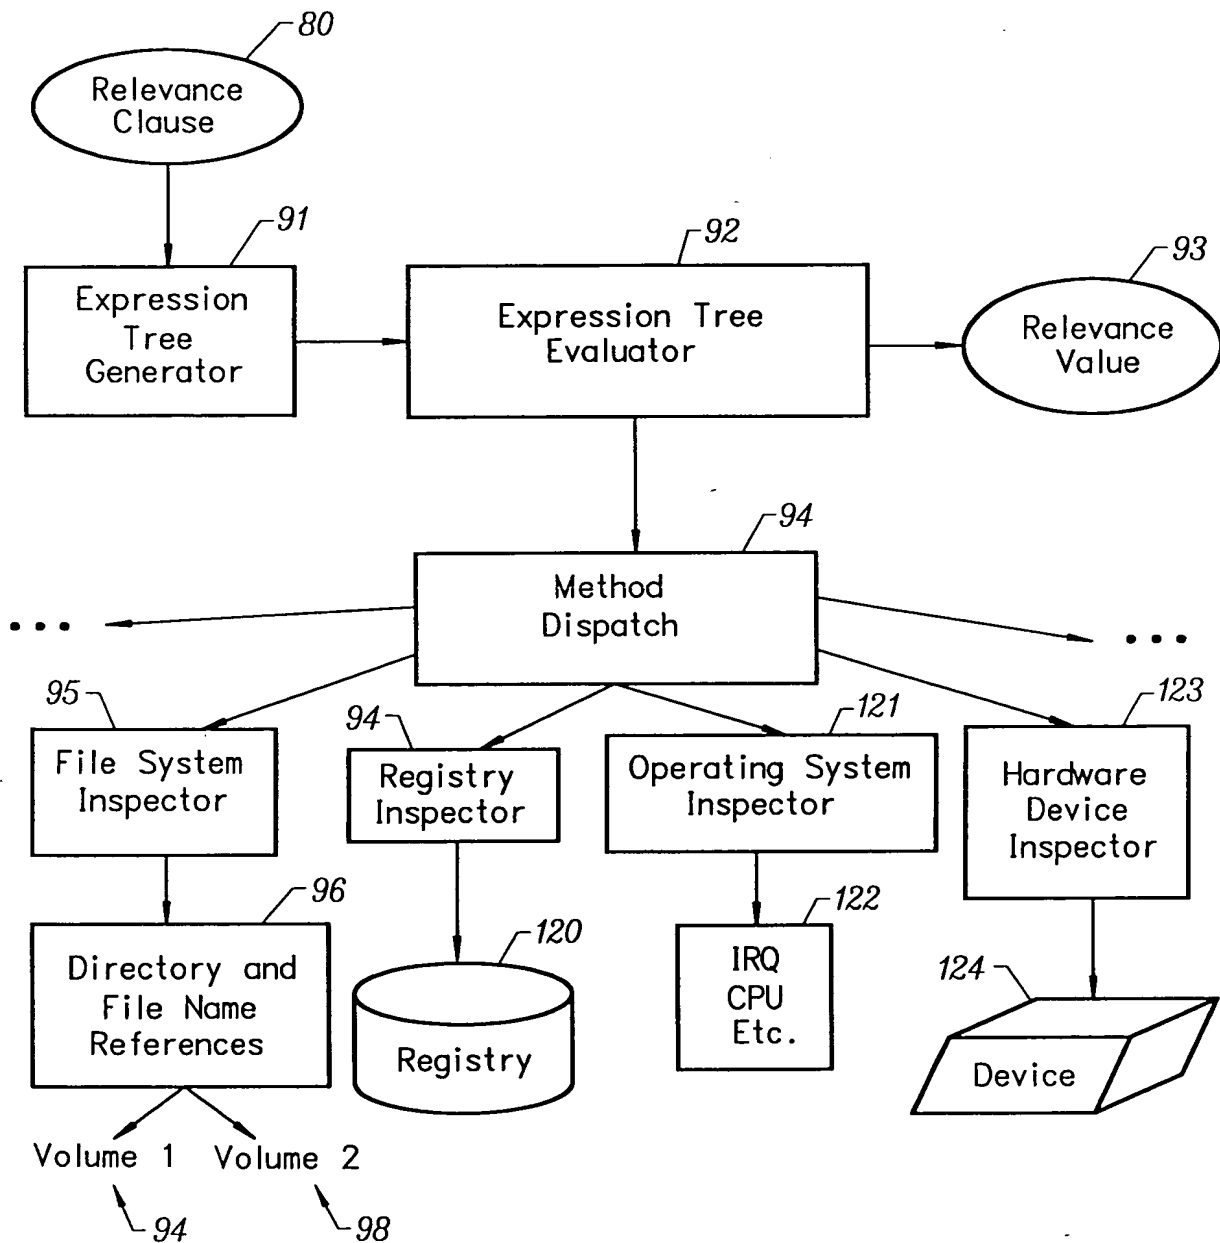 80
Relevance
Clause
91
Expression
Tree
Generator
92
Expression Tree
Evaluator
93
Relevance
Value
94
Method
Dispatch
...
...
95
File System
Inspector
94
Registry
Inspector
121
Operating System
Inspector
123
Hardware
Device
Inspector
96
Directory and
File Name
References
120
Registry
122
IRQ
CPU
Etc.
124
Device
Volume 1
Volume 2
94
98